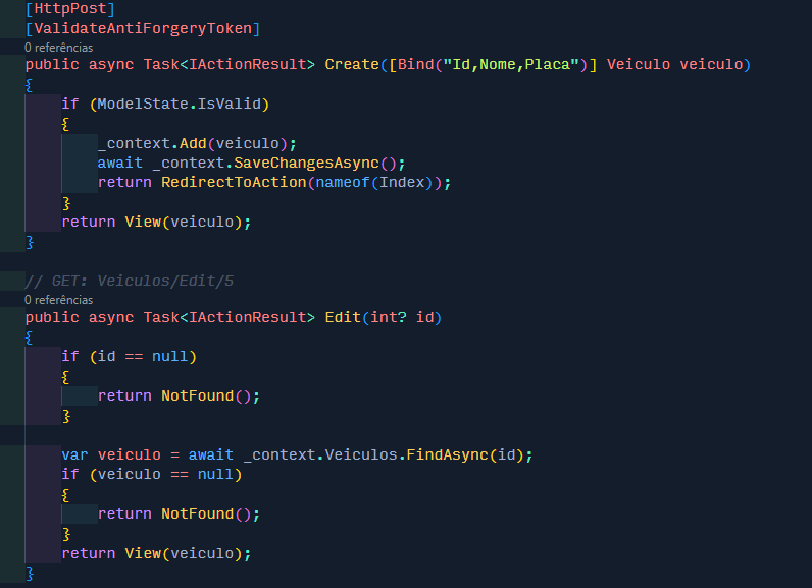 [HttpPost]
[ValidateAntiForgeryToken]
0 referências
public async Task<IActionResult> Create([Bind("Id,Nome,Placa")] Veiculo veiculo)
{
if (ModelState.IsValid)
{
_context.Add(veiculo);
await _context.SaveChangesAsync();
return RedirectToAction(nameof(Index));
}
return View(veiculo);
}
// GET: Veiculos/Edit/5
0 referências
public async Task<IActionResult> Edit(int? id)
{
if (id == null)
{
return NotFound();
}
var veiculo = await _context.Veiculos.FindAsync(id);
if (veiculo == null)
{
return NotFound();
}
return View(veiculo);
}